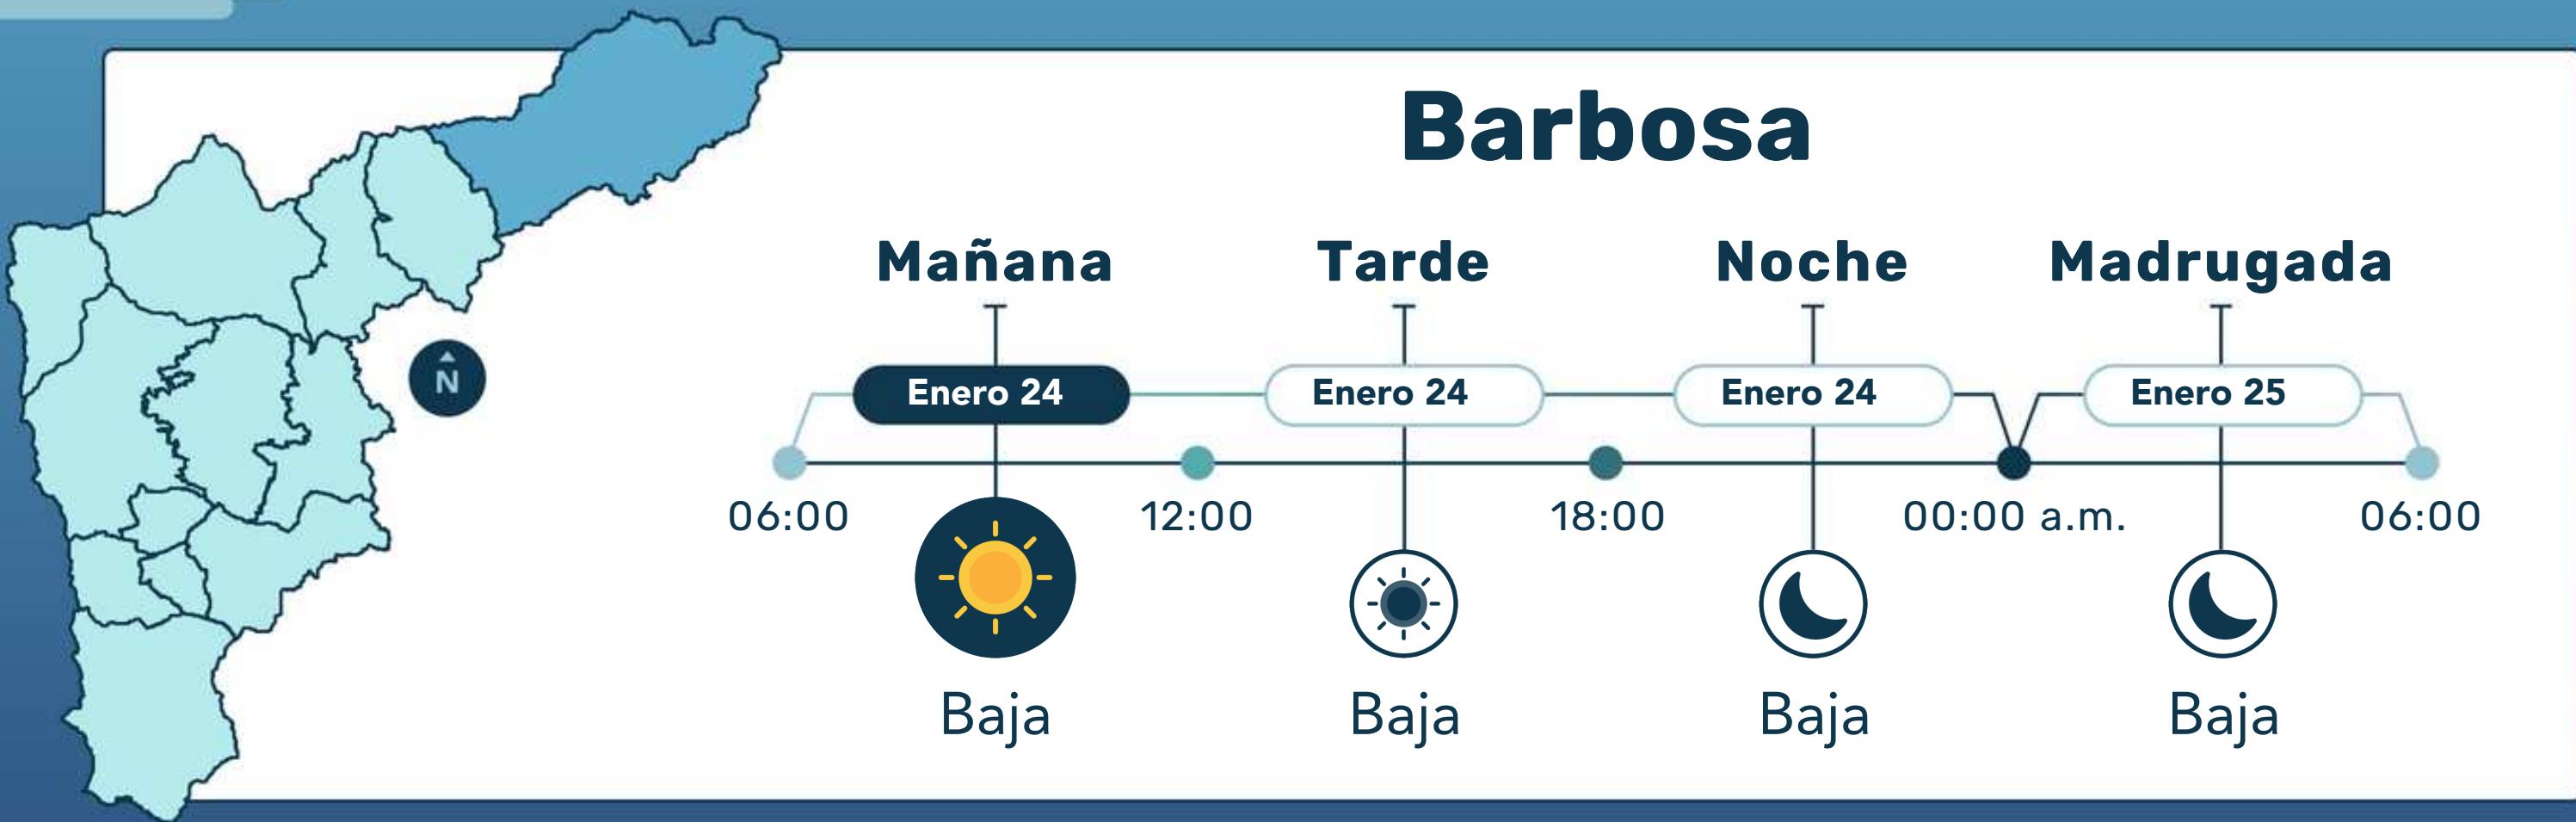 Barbosa
Mañana Tarde Noche Madrugada
N
Enero 24 Enero 24 Enero 24 Enero 25
06:00 12:00 18:00 00:00 a.m. 06:00
Baja Baja Baja Baja